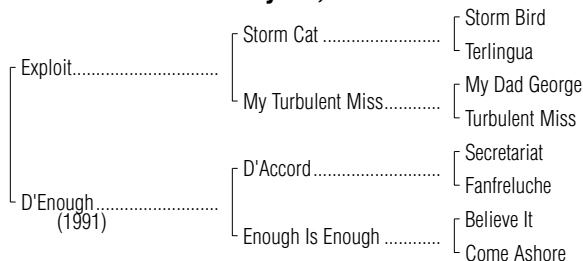 Storm Bird
Storm Cat ..............................
Terlingua
Exploit.....................................
My Dad George
My Turbulent Miss..............
Turbulent Miss
Secretariat
D'Accord ................................
Fanfreluche
D'Enough ...............................
(1991)
Believe It
Enough Is Enough ..............
Come Ashore